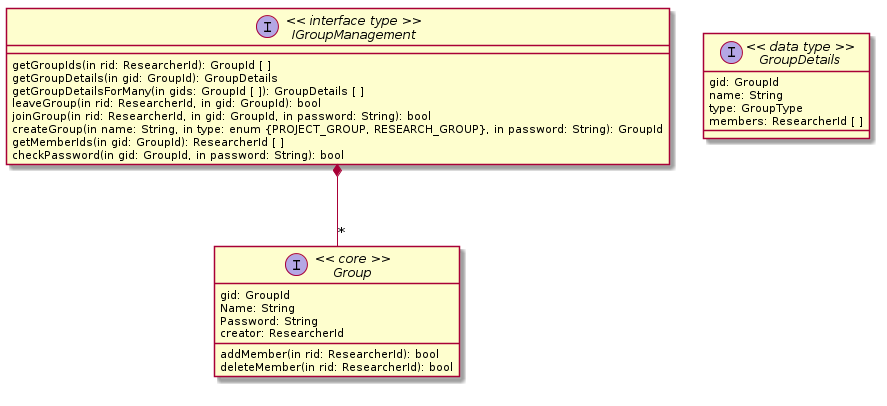 I << interface type >>
IGroupManagement
getGroupIds(in rid: ResearcherId): GroupId [ ]
getGroupDetails(in gid: GroupId): GroupDetails
getGroupDetailsForMany(in gids: GroupId [ ]): GroupDetails [ ]
leaveGroup(in rid: ResearcherId, in gid: GroupId): bool
joinGroup(in rid: ResearcherId, in gid: GroupId, in password: String): bool
createGroup(in name: String, in type: enum {PROJECT_GROUP, RESEARCH_GROUP}, in password: String): GroupId
getMemberIds(in gid: GroupId): ResearcherId [ ]
checkPassword(in gid: GroupId, in password: String): bool
I << data type >>
GroupDetails
gid: GroupId
name: String
type: GroupType
members: ResearcherId [ ]
*
I << core >>
Group
gid: GroupId
Name: String
Password: String
creator: ResearcherId
addMember(in rid: ResearcherId): bool
deleteMember(in rid: ResearcherId): bool